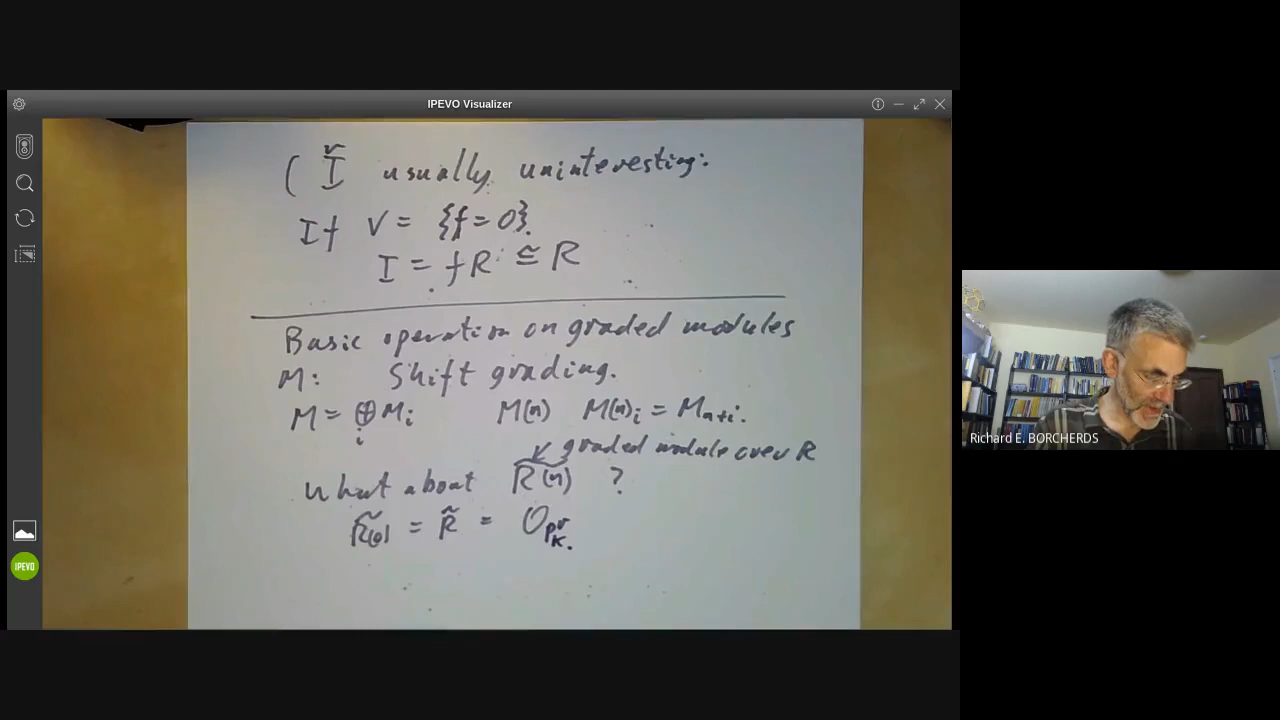 IPEVO Visualizer
( Ĩ usually uninteresting:
If V = {f=0}.
I = fR ≅ R
Basic operation on graded modules
M: Shift grading.
M = ⊕ᵢ Mᵢ M(n) M(n)ᵢ = Mₙ₊ᵢ.
↙ graded module over R
What about R͠(n) ?
R͠(0) = R̃ = O_{P^r_K}.
Richard E. BORCHERDS
IPEVO